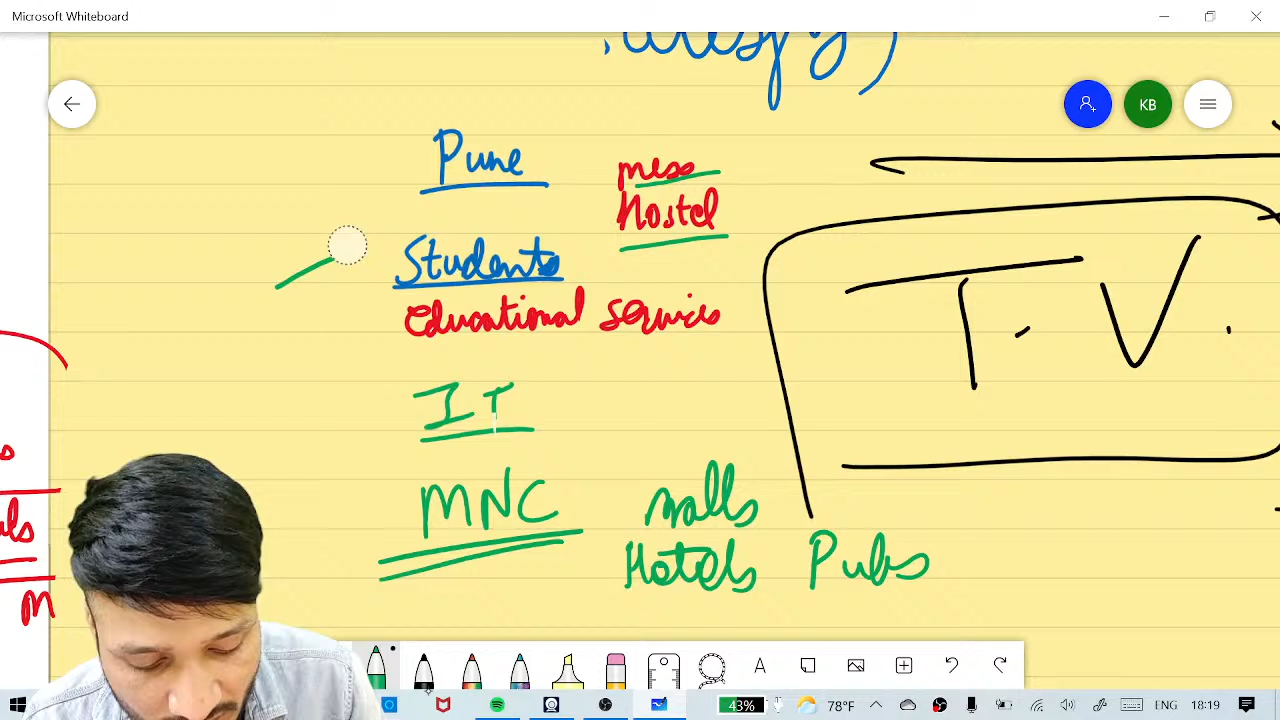 Microsoft Whiteboard
KB
Pune
mess
Hostel
Students
Educational Services
T.V.
IT
MNC
malls
Hotels Pubs
m
A
43%
78°F
ENG
18:19